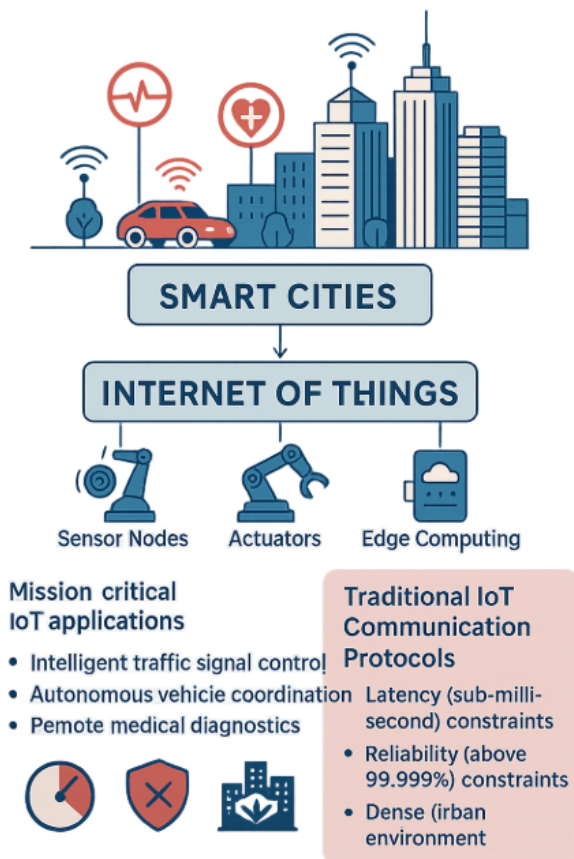 SMART CITIES
INTERNET OF THINGS
Sensor Nodes
Actuators
Edge Computing
Mission critical
IoT applications
• Intelligent traffic signal control
• Autonomous vehicie coordination
• Pemote medical diagnostics
Traditional IoT
Communication
Protocols
Latency (sub-milli-
second) constraints
• Reliability (above
99.999%) constraints
• Dense (irban
environment